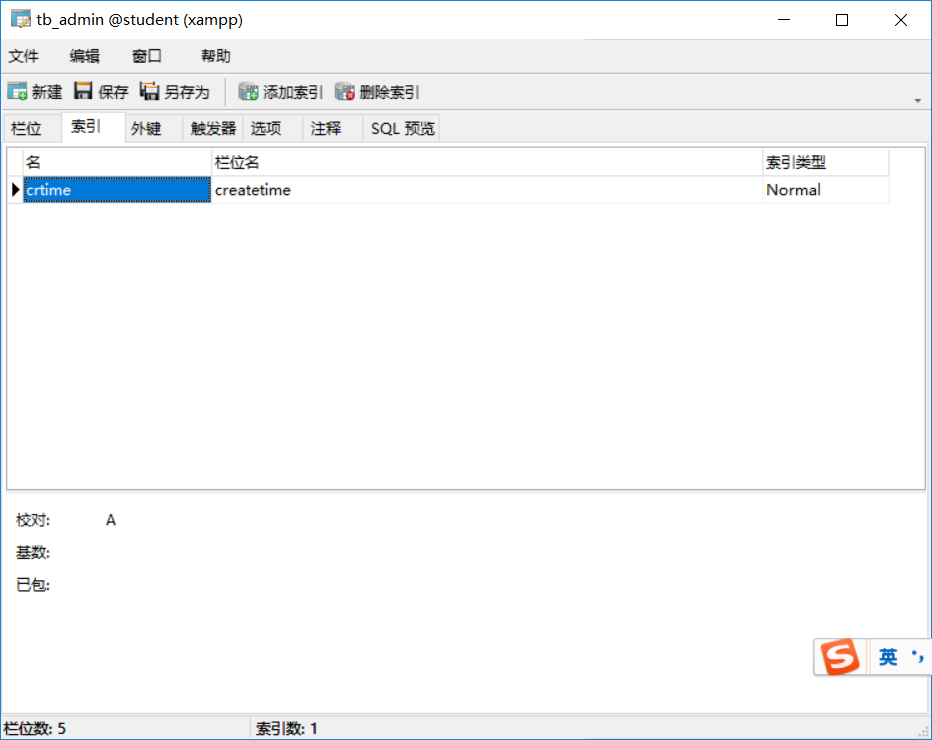 tb_admin @student (xampp)
文件 编辑 窗口 帮助
新建 保存 另存为 添加索引 删除索引
栏位 索引 外键 触发器 选项 注释 SQL 预览
名 栏位名 索引类型
crtime createtime Normal
校对: A
基数:
已包:
S 英 •,
栏位数: 5 索引数: 1